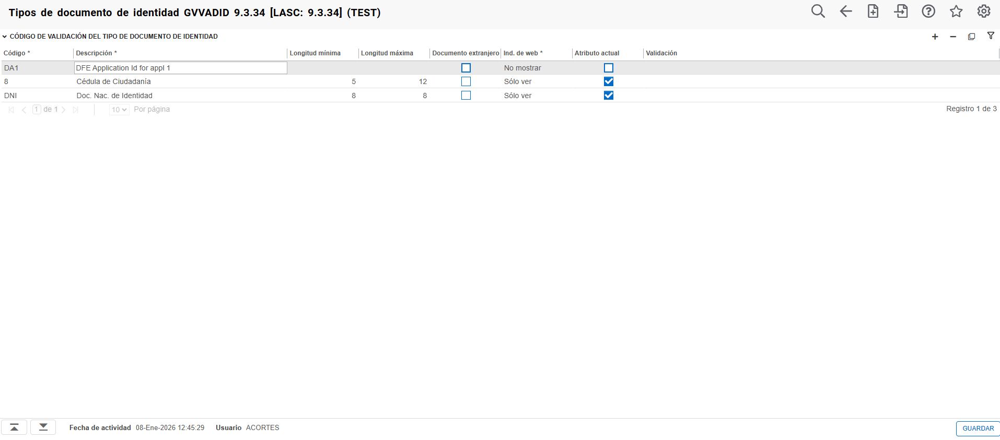 Tipos de documento de identidad GVVADID 9.3.34 [LASC: 9.3.34] (TEST)
CÓDIGO DE VALIDACIÓN DEL TIPO DE DOCUMENTO DE IDENTIDAD
Código * Descripción * Longitud mínima Longitud máxima Documento extranjero Ind. de web * Atributo actual Validación
DA1 DFE Application Id for appl 1 No mostrar
8 Cédula de Ciudadanía 5 12 Sólo ver
DNI Doc. Nac. de Identidad 8 8 Sólo ver
1 de 1 10 Por página Registro 1 de 3
Fecha de actividad 08-Ene-2026 12:45:29 Usuario ACORTES GUARDAR